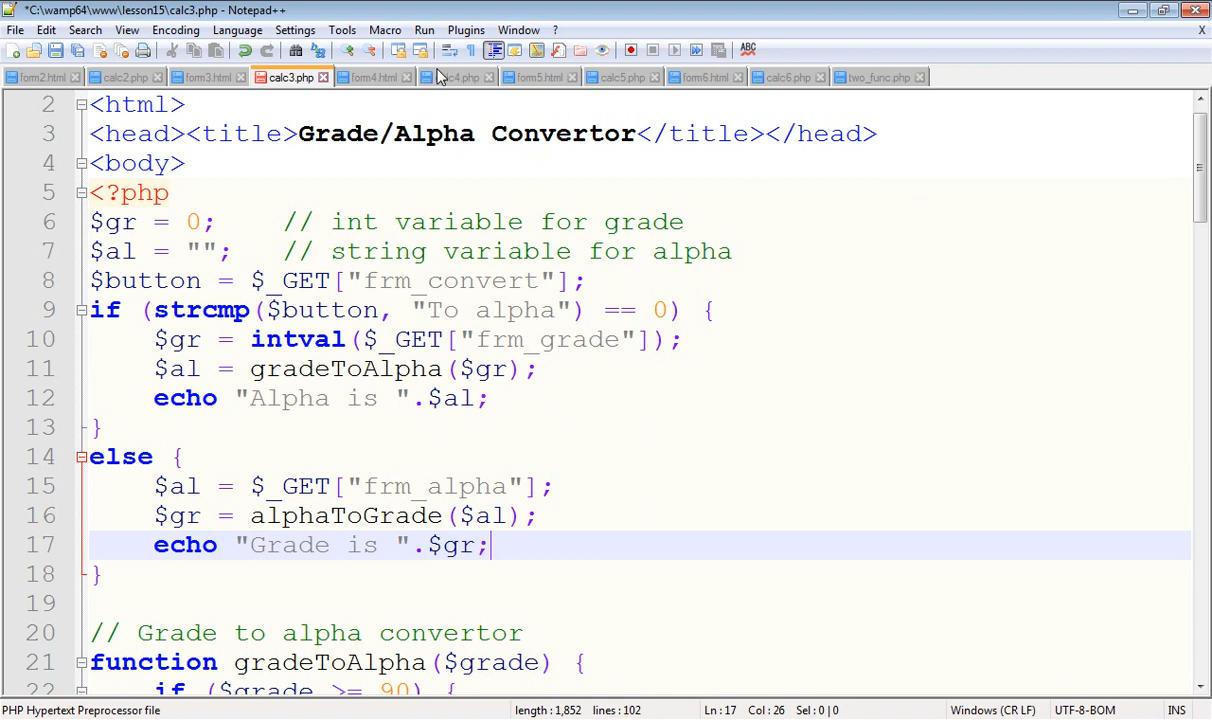 *C:\wamp64\www\lesson15\calc3.php - Notepad++
File Edit Search View Encoding Language Settings Tools Macro Run Plugins Window ? X
form2.html calc2.php form3.html calc3.php form4.html c4.php form5.html calc5.php form6.html calc6.php two_func.php
2 <html>
3 <head><title>Grade/Alpha Convertor</title></head>
4 <body>
5 <?php
6 $gr = 0; // int variable for grade
7 $al = ""; // string variable for alpha
8 $button = $_GET["frm_convert"];
9 if (strcmp($button, "To alpha") == 0) {
10 $gr = intval($_GET["frm_grade"]);
11 $al = gradeToAlpha($gr);
12 echo "Alpha is ".$al;
13 }
14 else {
15 $al = $_GET["frm_alpha"];
16 $gr = alphaToGrade($al);
17 echo "Grade is ".$gr;
18 }
19
20 // Grade to alpha convertor
21 function gradeToAlpha($grade) {
22 if ($grade >= 90) {
PHP Hypertext Preprocessor file length : 1,852 lines : 102 Ln : 17 Col : 26 Sel : 0 | 0 Windows (CR LF) UTF-8-BOM INS